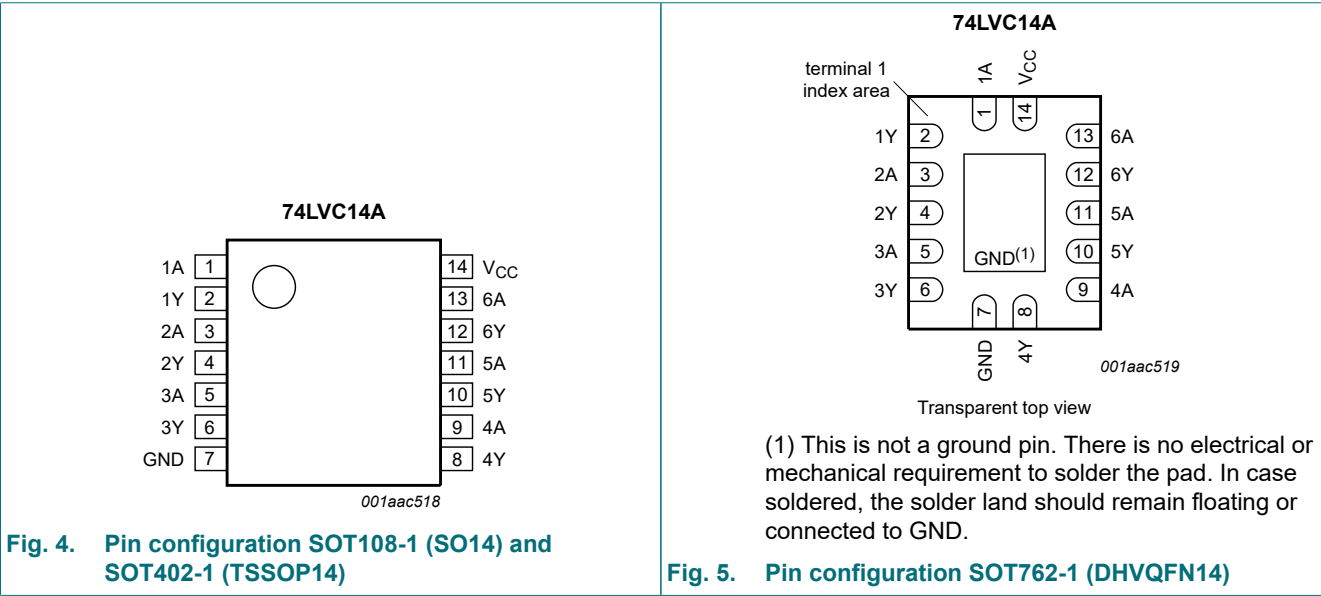 74LVC14A
1A 1
1Y 2
2A 3
2Y 4
3A 5
3Y 6
GND 7
14 VCC
13 6A
12 6Y
11 5A
10 5Y
9 4A
8 4Y
001aac518
Fig. 4. Pin configuration SOT108-1 (SO14) and
SOT402-1 (TSSOP14)
74LVC14A
terminal 1
index area
1A
VCC
1
14
1Y 2
2A 3
2Y 4
3A 5
3Y 6
13 6A
12 6Y
11 5A
10 5Y
9 4A
GND(1)
7
8
GND
4Y
001aac519
Transparent top view
(1) This is not a ground pin. There is no electrical or
mechanical requirement to solder the pad. In case
soldered, the solder land should remain floating or
connected to GND.
Fig. 5. Pin configuration SOT762-1 (DHVQFN14)